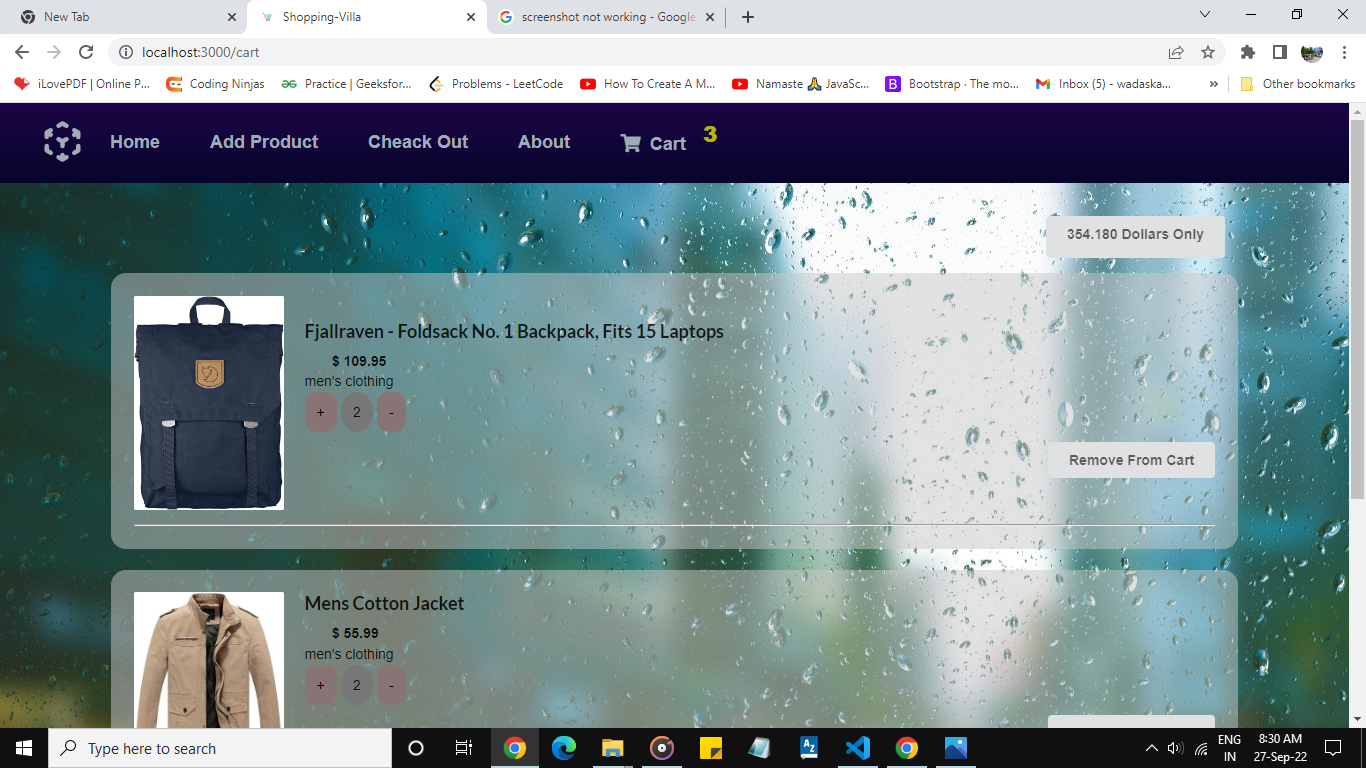 New Tab
Shopping-Villa
screenshot not working - Google
localhost:3000/cart
iLovePDF | Online P...
Coding Ninjas
Practice | Geeksfor...
Problems - LeetCode
How To Create A M...
Namaste 🙏 JavaSc...
Bootstrap · The mo...
Inbox (5) - wadaska...
Other bookmarks
Home
Add Product
Cheack Out
About
Cart
3
354.180 Dollars Only
Fjallraven - Foldsack No. 1 Backpack, Fits 15 Laptops
$ 109.95
men's clothing
+ 2 -
Remove From Cart
Mens Cotton Jacket
$ 55.99
men's clothing
+ 2 -
Type here to search
ENG
IN
8:30 AM
27-Sep-22